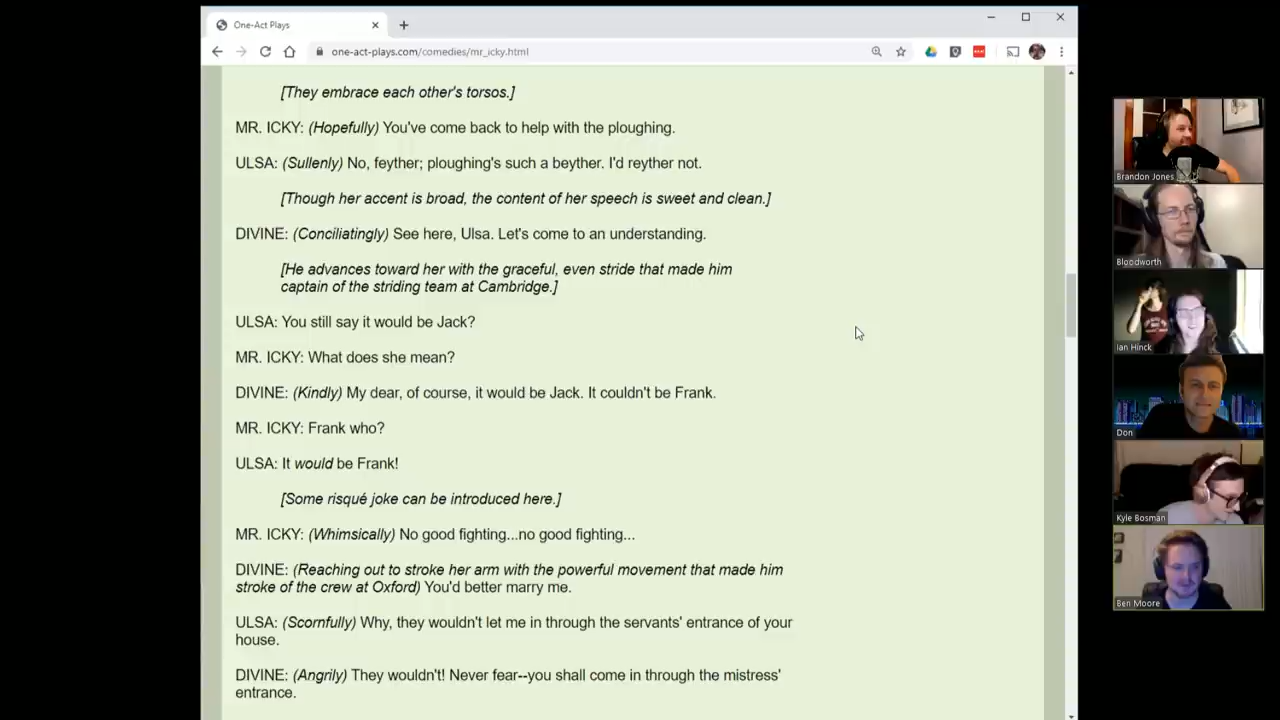 One-Act Plays
one-act-plays.com/comedies/mr_icky.html
[They embrace each other's torsos.]
MR. ICKY: (Hopefully) You've come back to help with the ploughing.
ULSA: (Sullenly) No, feyther; ploughing's such a beyther. I'd reyther not.
[Though her accent is broad, the content of her speech is sweet and clean.]
DIVINE: (Conciliatingly) See here, Ulsa. Let's come to an understanding.
[He advances toward her with the graceful, even stride that made him
captain of the striding team at Cambridge.]
ULSA: You still say it would be Jack?
MR. ICKY: What does she mean?
DIVINE: (Kindly) My dear, of course, it would be Jack. It couldn't be Frank.
MR. ICKY: Frank who?
ULSA: It would be Frank!
[Some risqué joke can be introduced here.]
MR. ICKY: (Whimsically) No good fighting...no good fighting...
DIVINE: (Reaching out to stroke her arm with the powerful movement that made him
stroke of the crew at Oxford) You'd better marry me.
ULSA: (Scornfully) Why, they wouldn't let me in through the servants' entrance of your
house.
DIVINE: (Angrily) They wouldn't! Never fear--you shall come in through the mistress'
entrance.
Brandon Jones
Bloodworth
Ian Hinck
Don
Kyle Bosman
Ben Moore